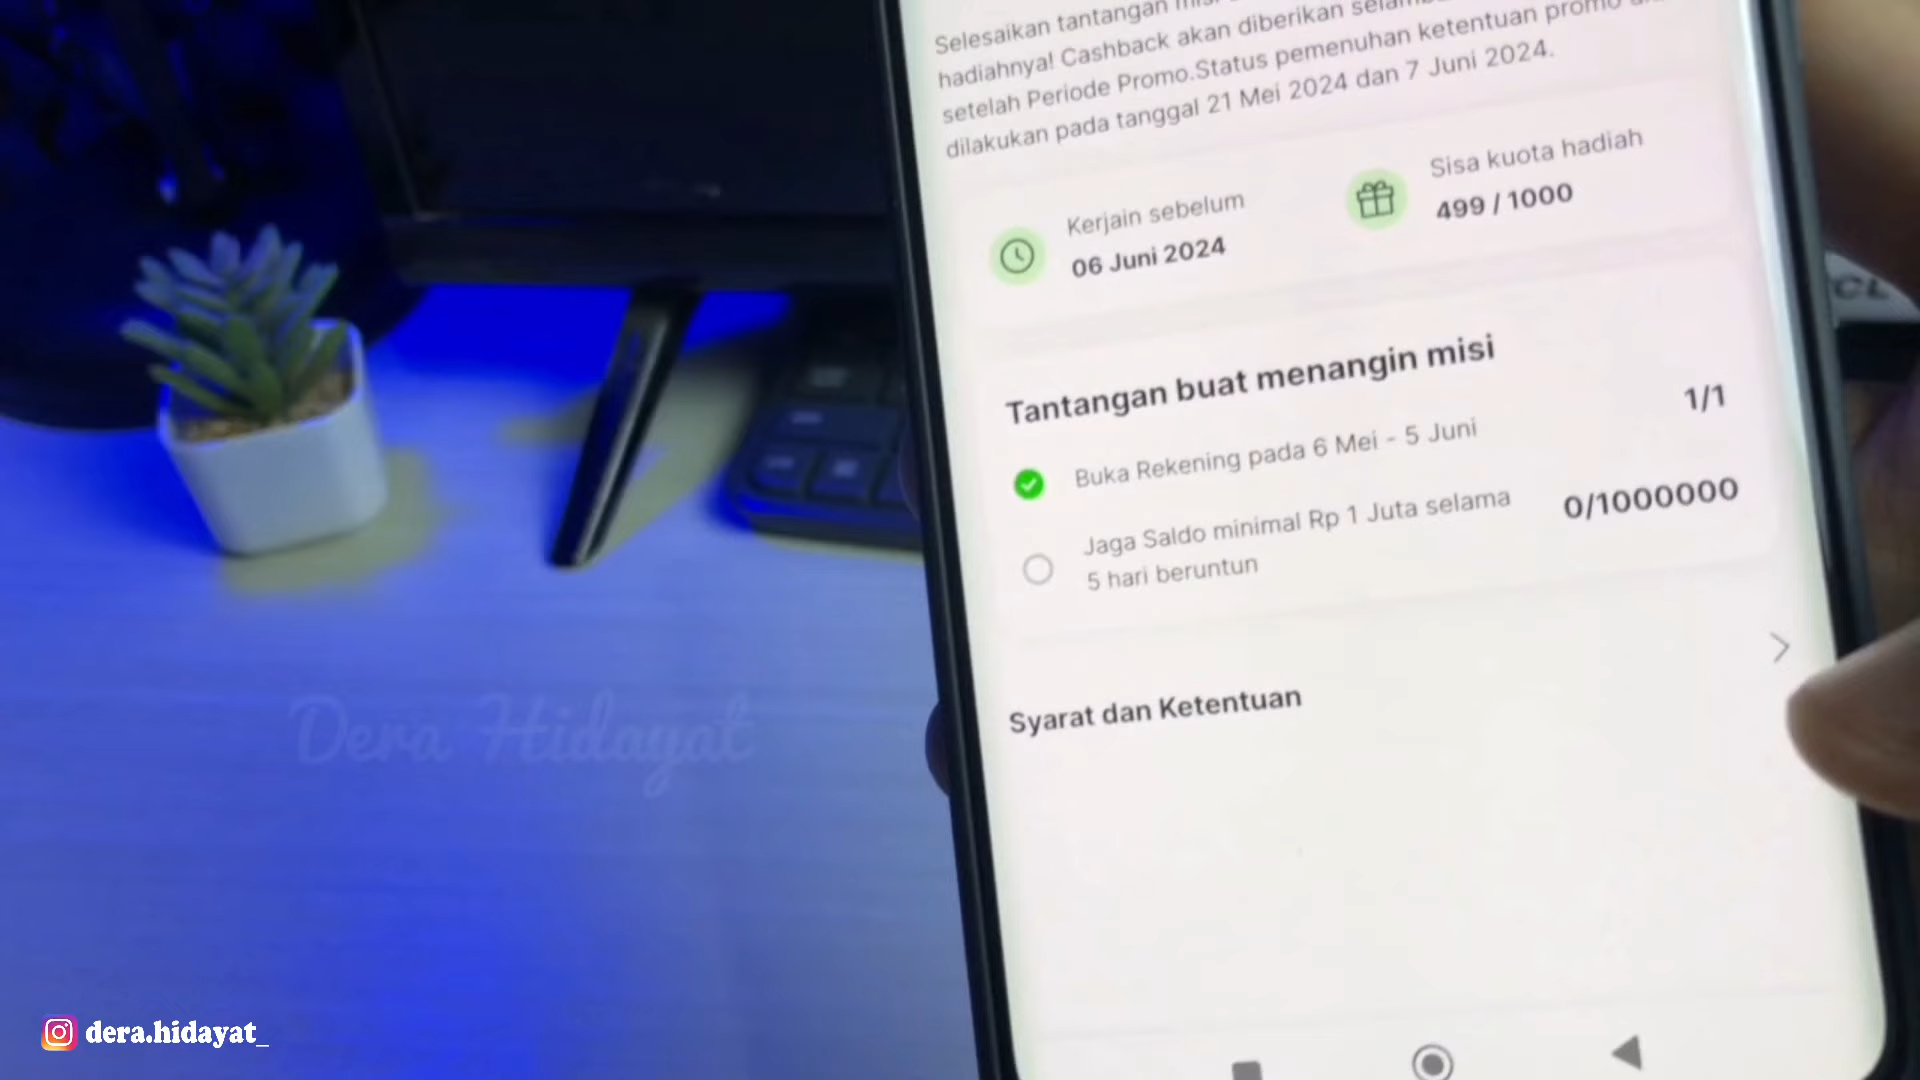 Selesaikan tantangan
hadiahnya! Cashback akan diberikan
setelah Periode Promo.Status pemenuhan ketentuan promo
dilakukan pada tanggal 21 Mei 2024 dan 7 Juni 2024.
Kerjain sebelum
06 Juni 2024
Sisa kuota hadiah
499 / 1000
Tantangan buat menangin misi
Buka Rekening pada 6 Mei - 5 Juni
1/1
Jaga Saldo minimal Rp 1 Juta selama
5 hari beruntun
0/1000000
Syarat dan Ketentuan
Dera Hidayat
dera.hidayat_